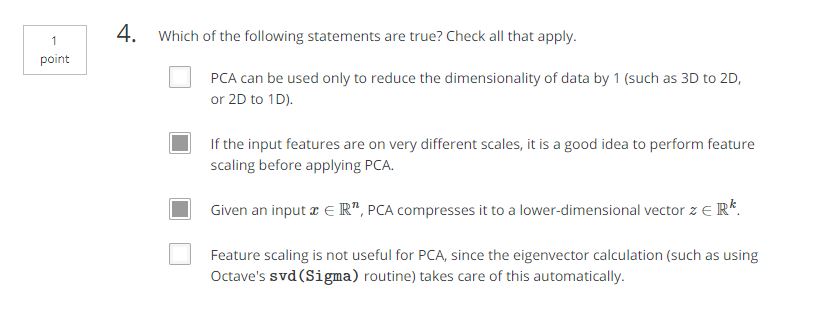 1
point
4. Which of the following statements are true? Check all that apply.
PCA can be used only to reduce the dimensionality of data by 1 (such as 3D to 2D,
or 2D to 1D).
If the input features are on very different scales, it is a good idea to perform feature
scaling before applying PCA.
Given an input x ∈ ℝⁿ, PCA compresses it to a lower-dimensional vector z ∈ ℝᵏ.
Feature scaling is not useful for PCA, since the eigenvector calculation (such as using
Octave's svd(Sigma) routine) takes care of this automatically.